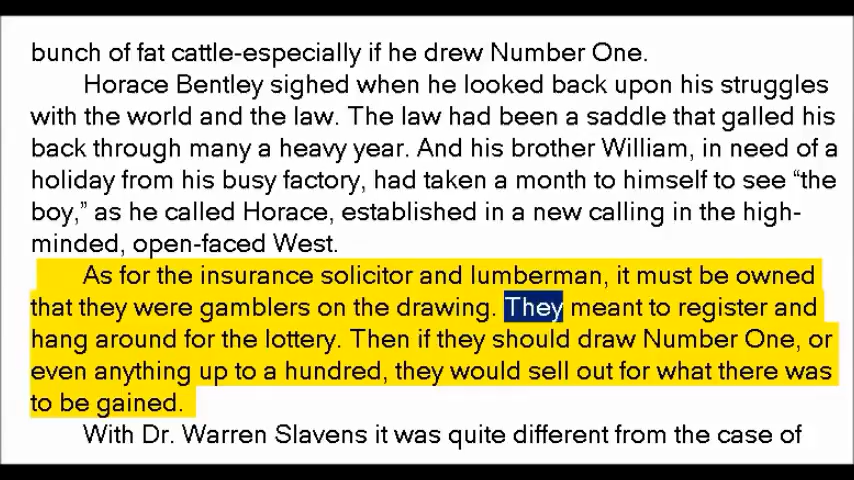 bunch of fat cattle-especially if he drew Number One.
Horace Bentley sighed when he looked back upon his struggles
with the world and the law. The law had been a saddle that galled his
back through many a heavy year. And his brother William, in need of a
holiday from his busy factory, had taken a month to himself to see “the
boy,” as he called Horace, established in a new calling in the high-
minded, open-faced West.
As for the insurance solicitor and lumberman, it must be owned
that they were gamblers on the drawing. They meant to register and
hang around for the lottery. Then if they should draw Number One, or
even anything up to a hundred, they would sell out for what there was
to be gained.
With Dr. Warren Slavens it was quite different from the case of